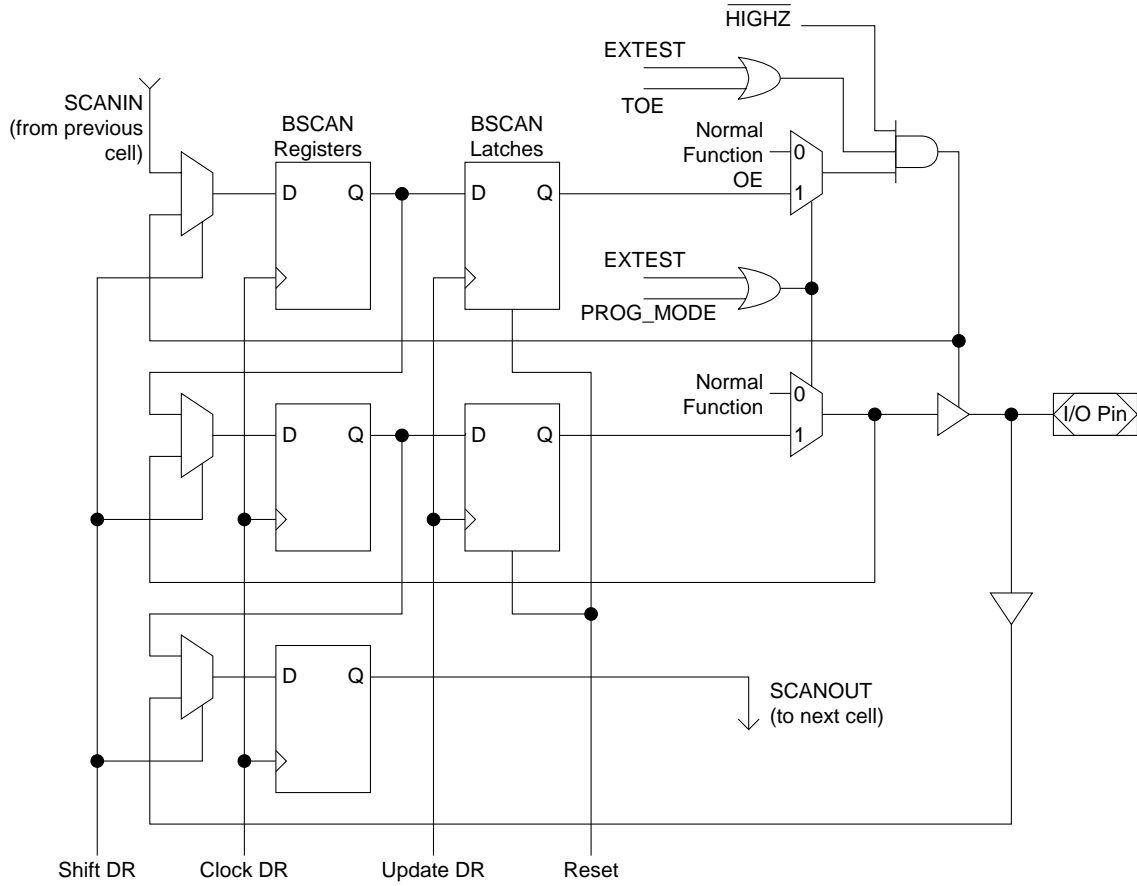 HIGHZ
EXTEST
TOE
SCANIN
(from previous
cell)
BSCAN
Registers
BSCAN
Latches
Normal
Function
OE
0
1
D
Q
D
Q
EXTEST
PROG_MODE
Normal
Function
0
1
I/O Pin
D
Q
D
Q
D
Q
SCANOUT
(to next cell)
Shift DR
Clock DR
Update DR
Reset